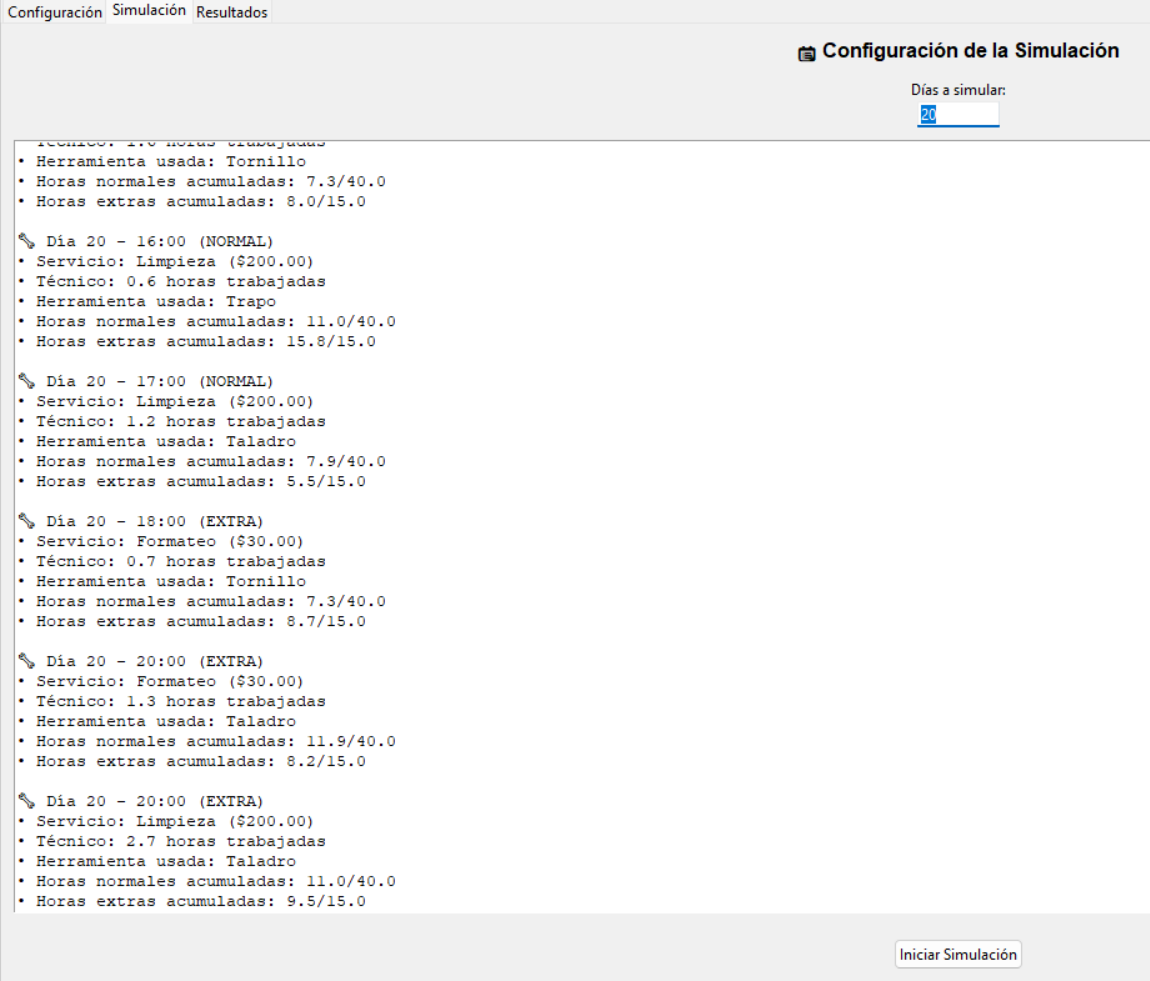 Configuración Simulación Resultados
Configuración de la Simulación
Días a simular:
20
Técnico: 1.0 horas trabajadas
• Herramienta usada: Tornillo
• Horas normales acumuladas: 7.3/40.0
• Horas extras acumuladas: 8.0/15.0
Día 20 - 16:00 (NORMAL)
• Servicio: Limpieza ($200.00)
• Técnico: 0.6 horas trabajadas
• Herramienta usada: Trapo
• Horas normales acumuladas: 11.0/40.0
• Horas extras acumuladas: 15.8/15.0
Día 20 - 17:00 (NORMAL)
• Servicio: Limpieza ($200.00)
• Técnico: 1.2 horas trabajadas
• Herramienta usada: Taladro
• Horas normales acumuladas: 7.9/40.0
• Horas extras acumuladas: 5.5/15.0
Día 20 - 18:00 (EXTRA)
• Servicio: Formateo ($30.00)
• Técnico: 0.7 horas trabajadas
• Herramienta usada: Tornillo
• Horas normales acumuladas: 7.3/40.0
• Horas extras acumuladas: 8.7/15.0
Día 20 - 20:00 (EXTRA)
• Servicio: Formateo ($30.00)
• Técnico: 1.3 horas trabajadas
• Herramienta usada: Taladro
• Horas normales acumuladas: 11.9/40.0
• Horas extras acumuladas: 8.2/15.0
Día 20 - 20:00 (EXTRA)
• Servicio: Limpieza ($200.00)
• Técnico: 2.7 horas trabajadas
• Herramienta usada: Taladro
• Horas normales acumuladas: 11.0/40.0
• Horas extras acumuladas: 9.5/15.0
Iniciar Simulación